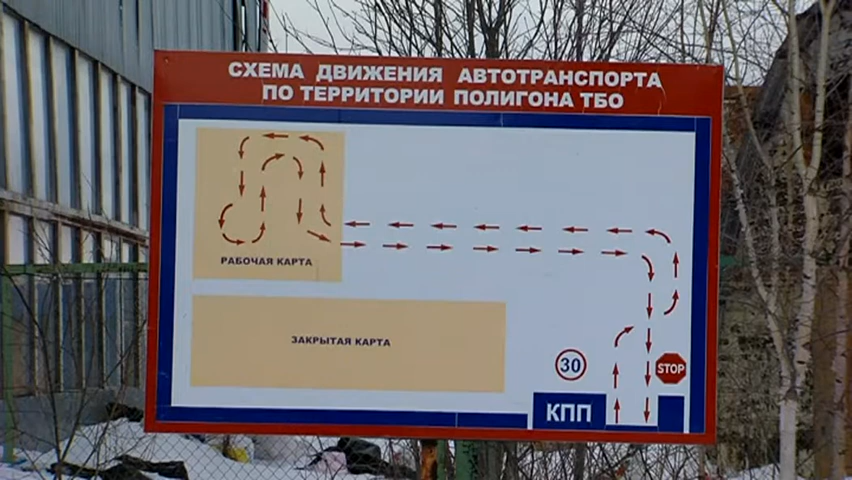 СХЕМА ДВИЖЕНИЯ АВТОТРАНСПОРТА
ПО ТЕРРИТОРИИ ПОЛИГОНА ТБО
РАБОЧАЯ КАРТА
ЗАКРЫТАЯ КАРТА
30
STOP
КПП